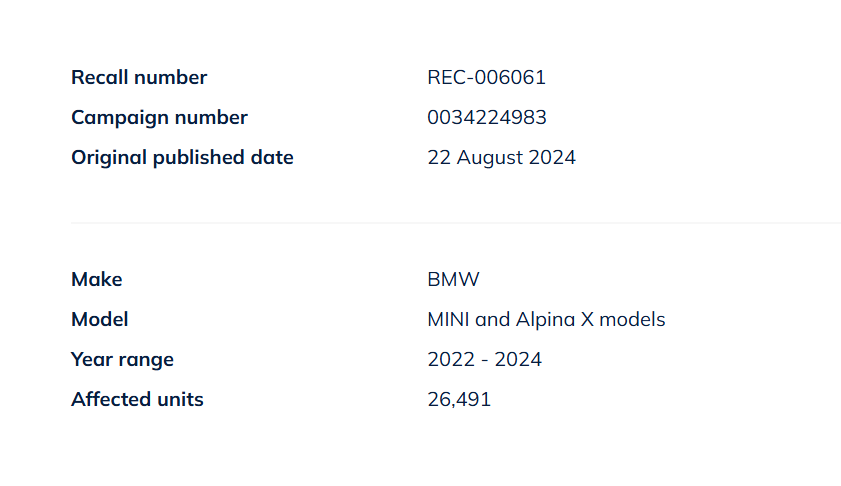 Recall number REC-006061
Campaign number 0034224983
Original published date 22 August 2024
Make BMW
Model MINI and Alpina X models
Year range 2022 - 2024
Affected units 26,491